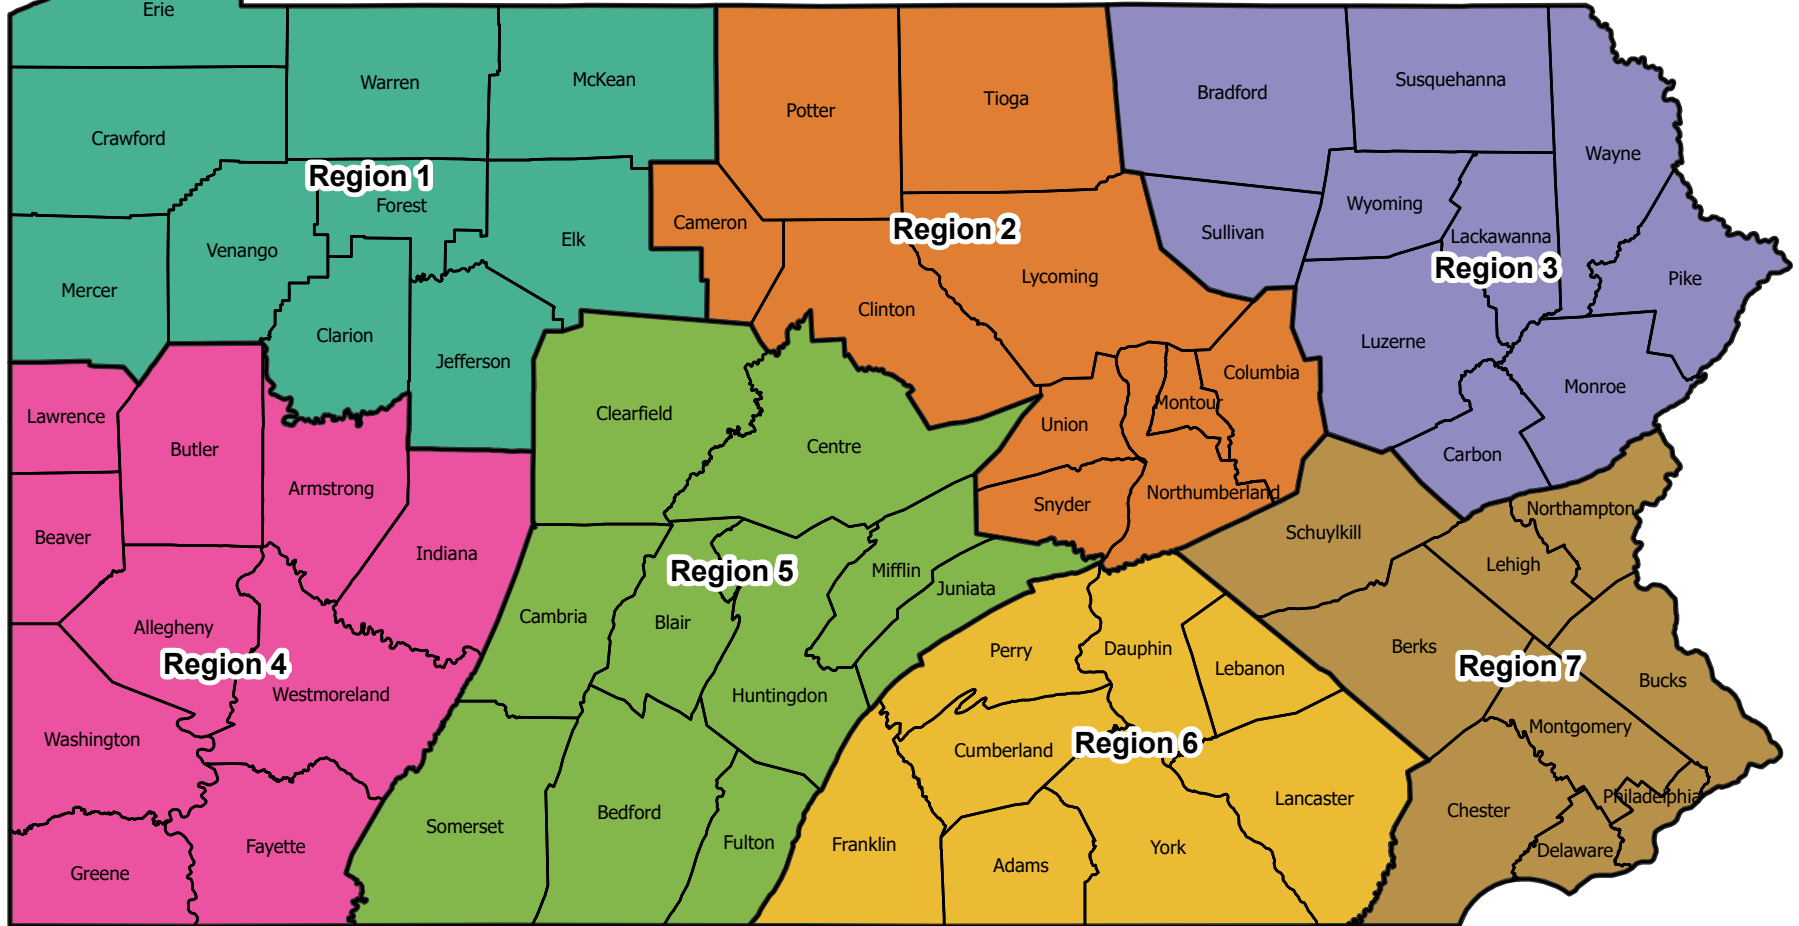 Erie
Warren
McKean
Crawford
Region 1
Forest
Venango
Elk
Mercer
Clarion
Jefferson
Potter
Tioga
Cameron
Region 2
Lycoming
Clinton
Columbia
Montour
Union
Northumberland
Snyder
Bradford
Susquehanna
Wayne
Wyoming
Sullivan
Lackawanna
Region 3
Pike
Luzerne
Monroe
Carbon
Lawrence
Butler
Armstrong
Beaver
Indiana
Allegheny
Region 4
Westmoreland
Washington
Fayette
Greene
Clearfield
Centre
Region 5
Mifflin
Juniata
Cambria
Blair
Huntingdon
Bedford
Somerset
Fulton
Perry
Dauphin
Lebanon
Region 6
Cumberland
Lancaster
Franklin
York
Adams
Northampton
Schuylkill
Lehigh
Berks
Region 7
Bucks
Montgomery
Philadelphia
Chester
Delaware